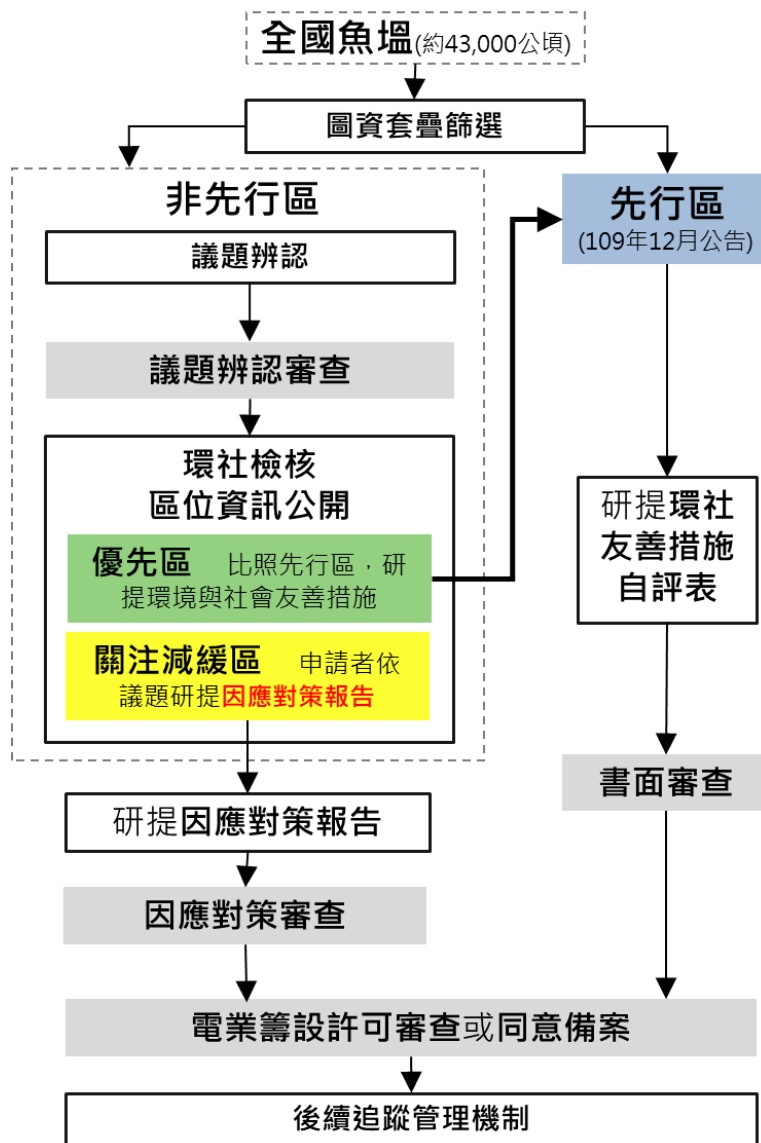 全國魚塭(約43,000公頃)
圖資套疊篩選
非先行區
議題辨認
議題辨認審查
環社檢核
區位資訊公開
優先區 比照先行區，研
提環境與社會友善措施
關注減緩區 申請者依
議題研提因應對策報告
研提因應對策報告
因應對策審查
先行區
(109年12月公告)
研提環社
友善措施
自評表
書面審查
電業籌設許可審查或同意備案
後續追蹤管理機制